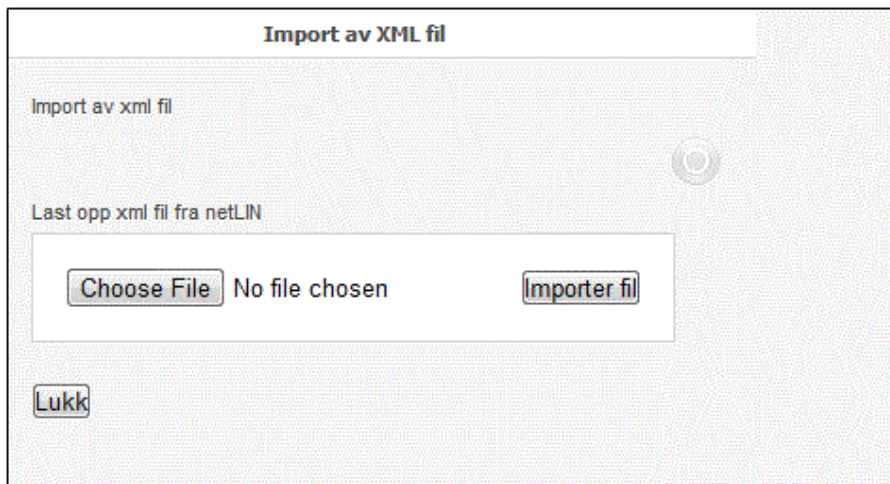 Import av XML fil
Import av xml fil
Last opp xml fil fra netLIN
Choose File No file chosen Importer fil
Lukk